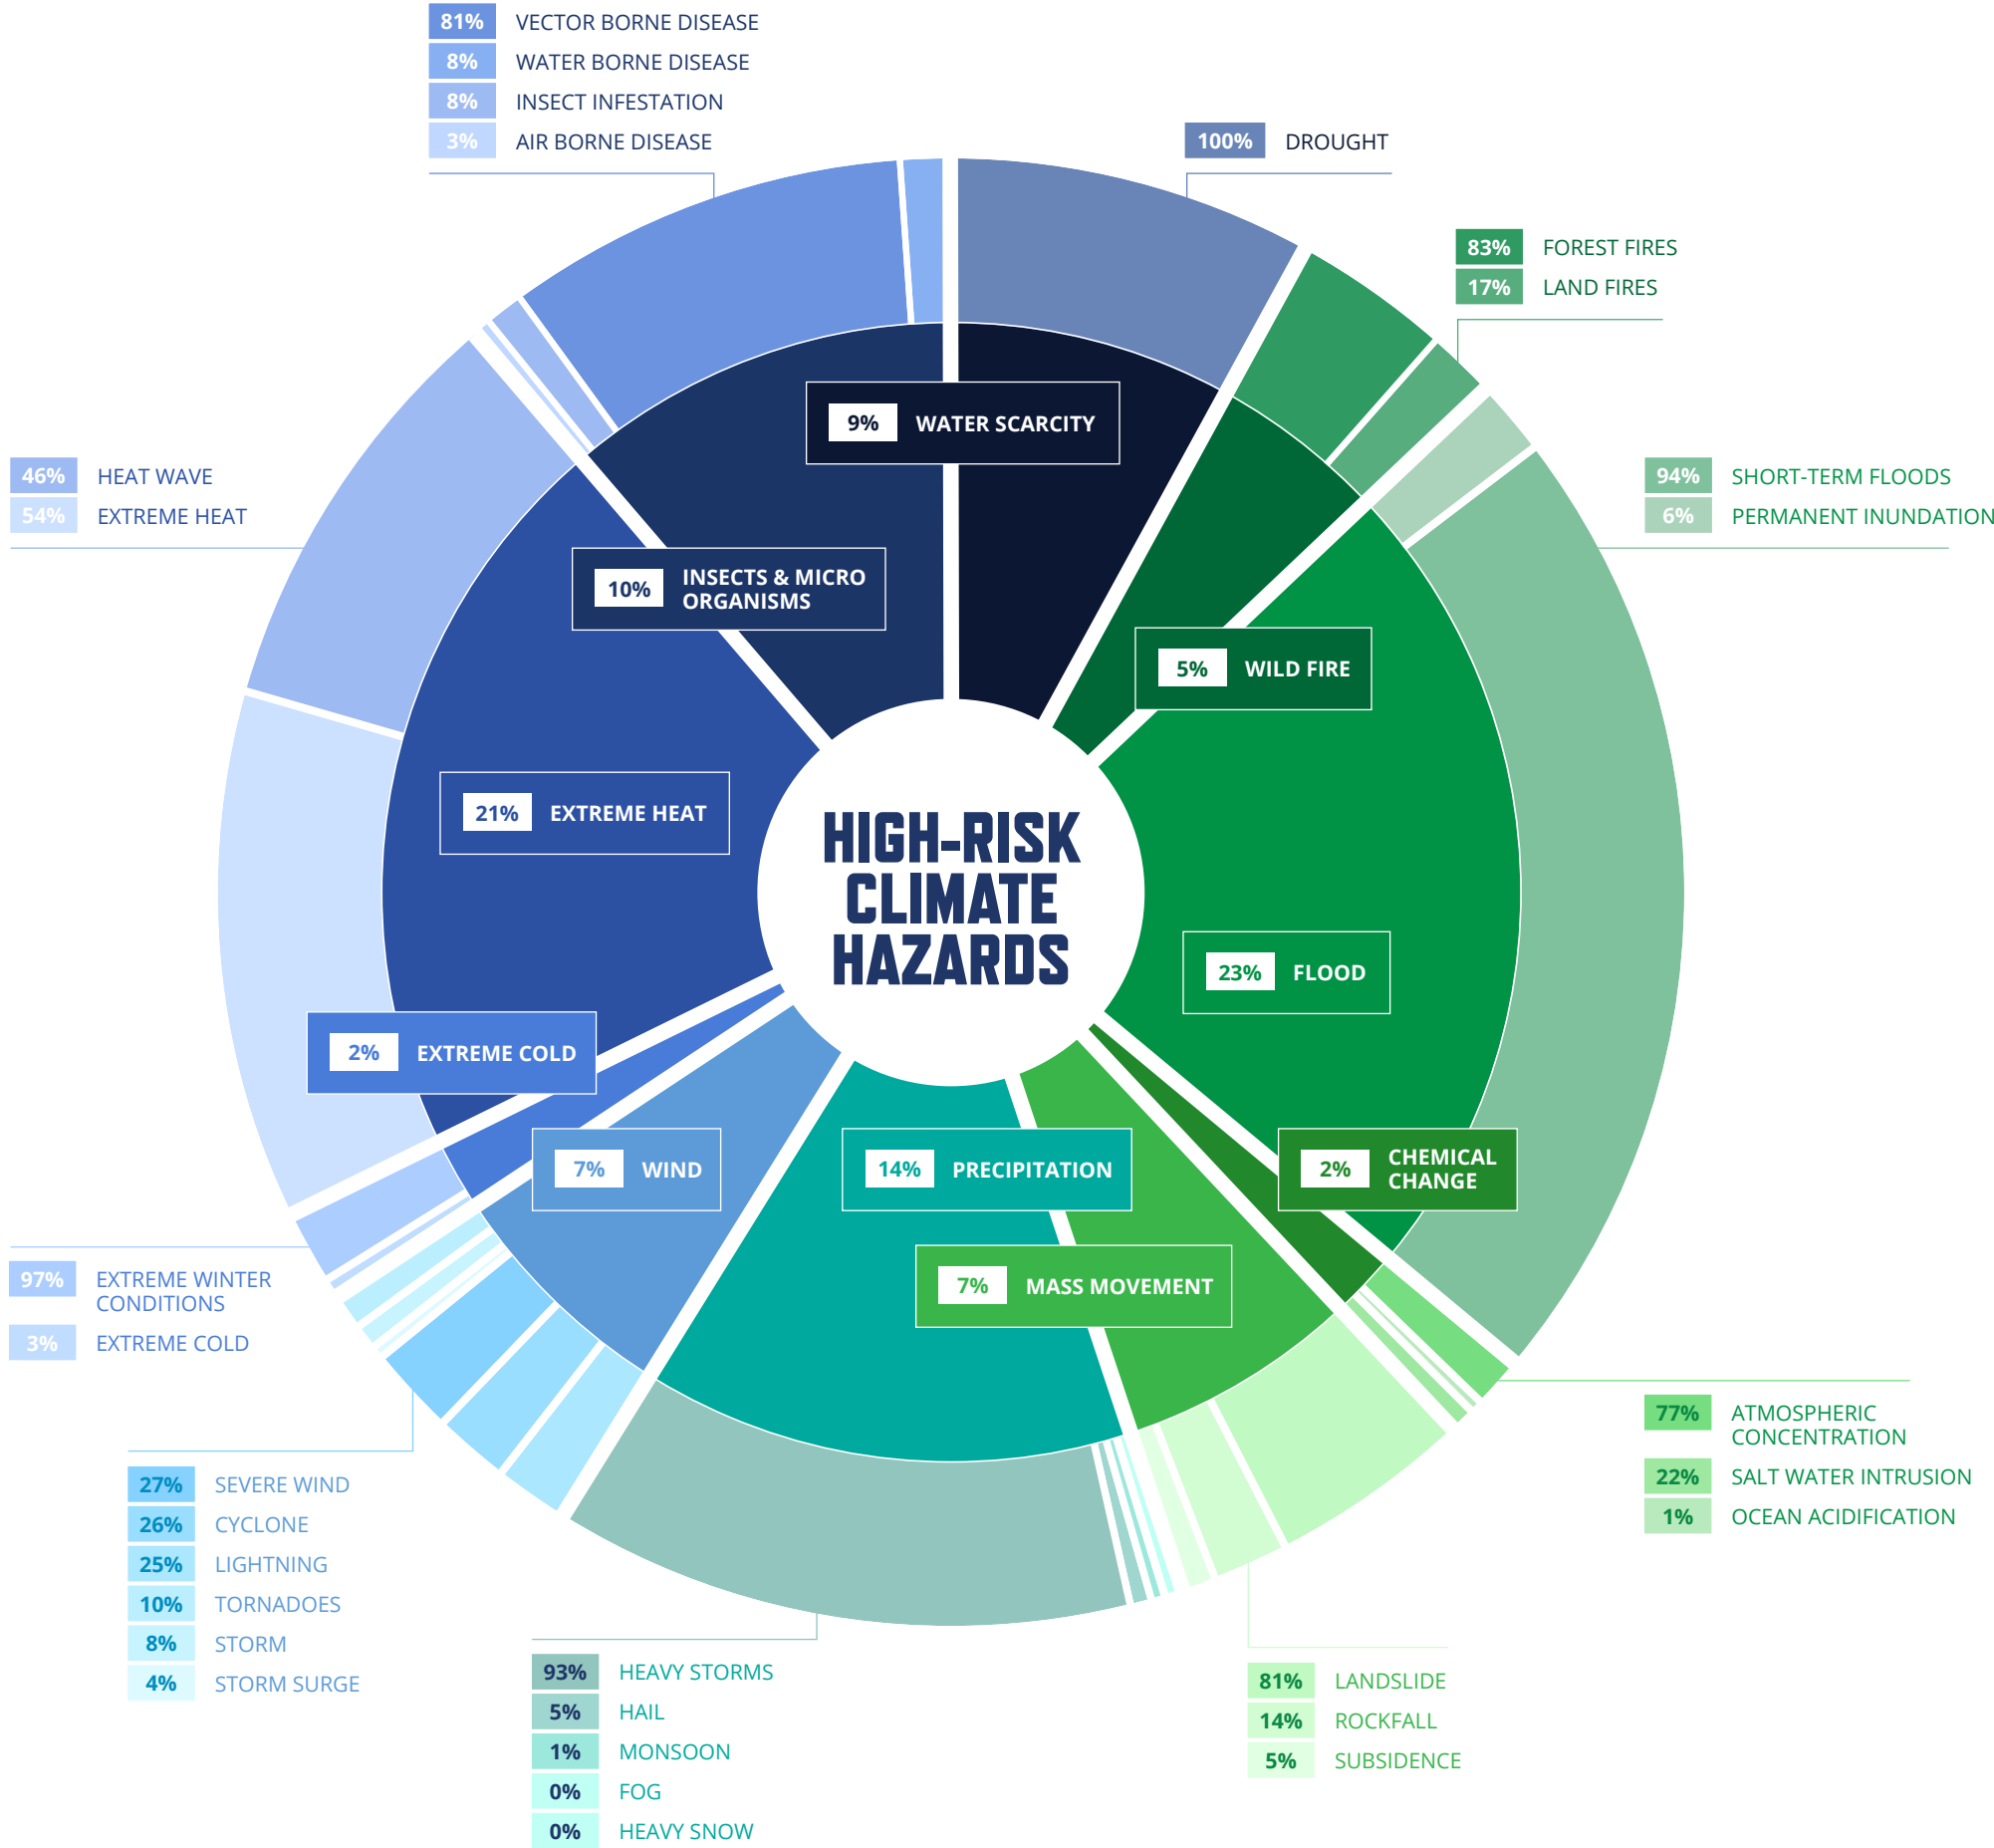 81% VECTOR BORNE DISEASE
8% WATER BORNE DISEASE
8% INSECT INFESTATION
3% AIR BORNE DISEASE
100% DROUGHT
83% FOREST FIRES
17% LAND FIRES
46% HEAT WAVE
54% EXTREME HEAT
94% SHORT-TERM FLOODS
6% PERMANENT INUNDATION
9% WATER SCARCITY
10% INSECTS & MICRO
ORGANISMS
5% WILD FIRE
21% EXTREME HEAT
HIGH-RISK
CLIMATE
HAZARDS
23% FLOOD
2% EXTREME COLD
7% WIND
14% PRECIPITATION
2% CHEMICAL
CHANGE
7% MASS MOVEMENT
97% EXTREME WINTER
CONDITIONS
3% EXTREME COLD
77% ATMOSPHERIC
CONCENTRATION
22% SALT WATER INTRUSION
1% OCEAN ACIDIFICATION
27% SEVERE WIND
26% CYCLONE
25% LIGHTNING
10% TORNADOES
8% STORM
4% STORM SURGE
93% HEAVY STORMS
5% HAIL
1% MONSOON
0% FOG
0% HEAVY SNOW
81% LANDSLIDE
14% ROCKFALL
5% SUBSIDENCE